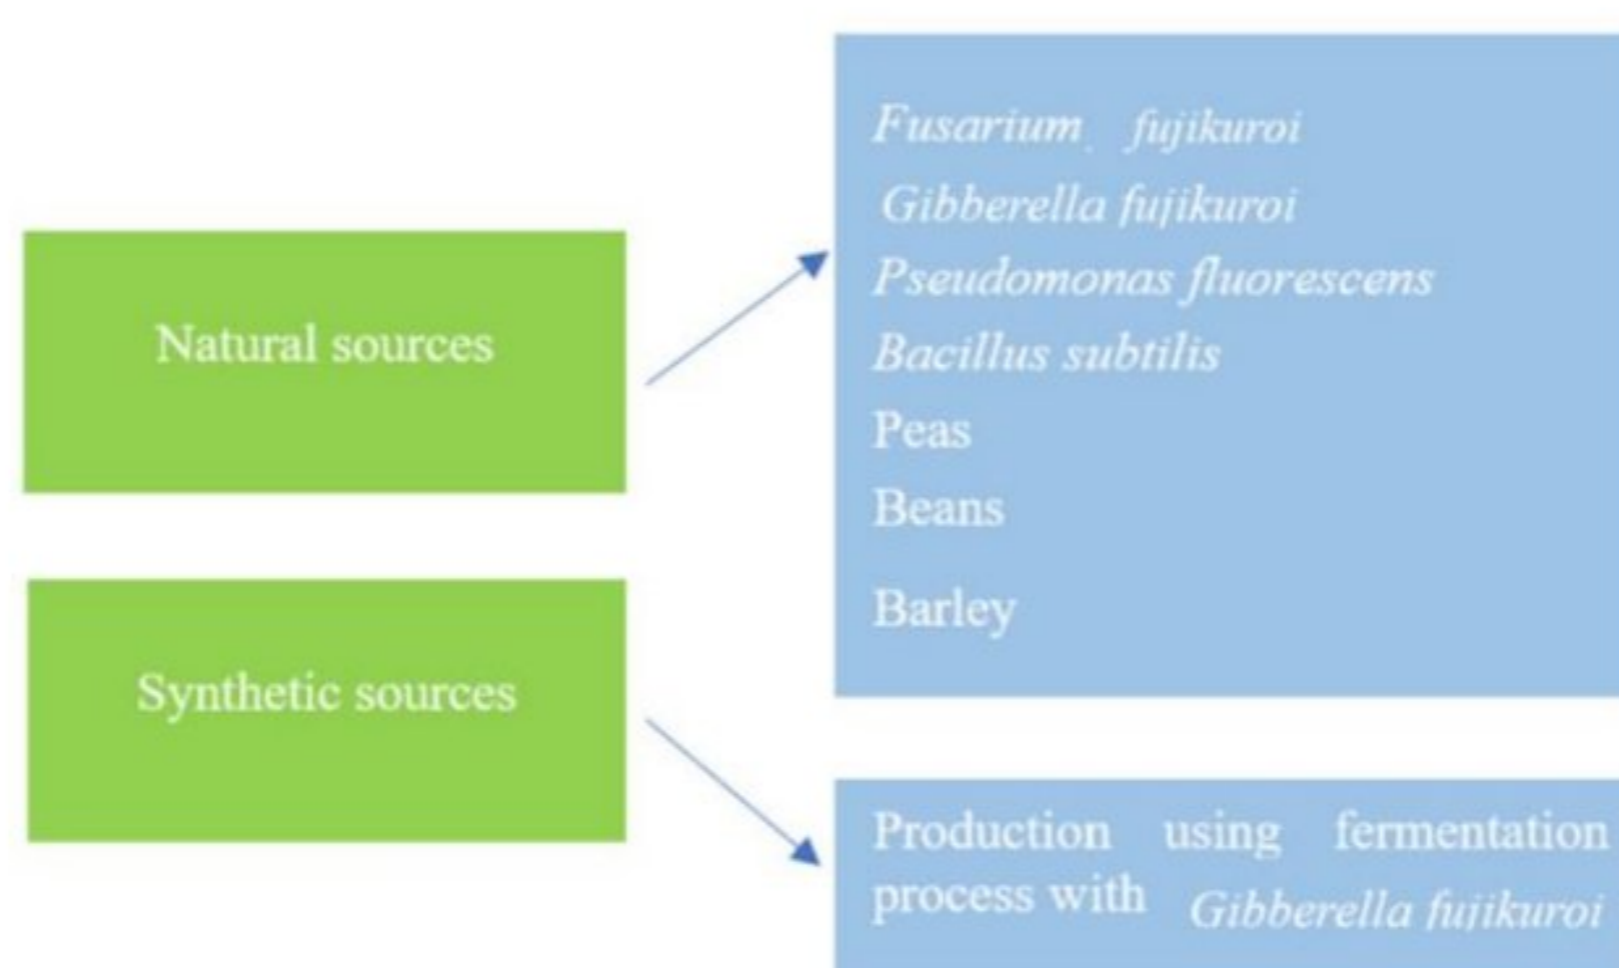 Natural sources
Fusarium. fujikuroi
Gibberella fujikuroi
Pseudomonas fluorescens
Bacillus subtilis
Peas
Beans
Barley
Synthetic sources
Production using fermentation
process with Gibberella fujikuroi